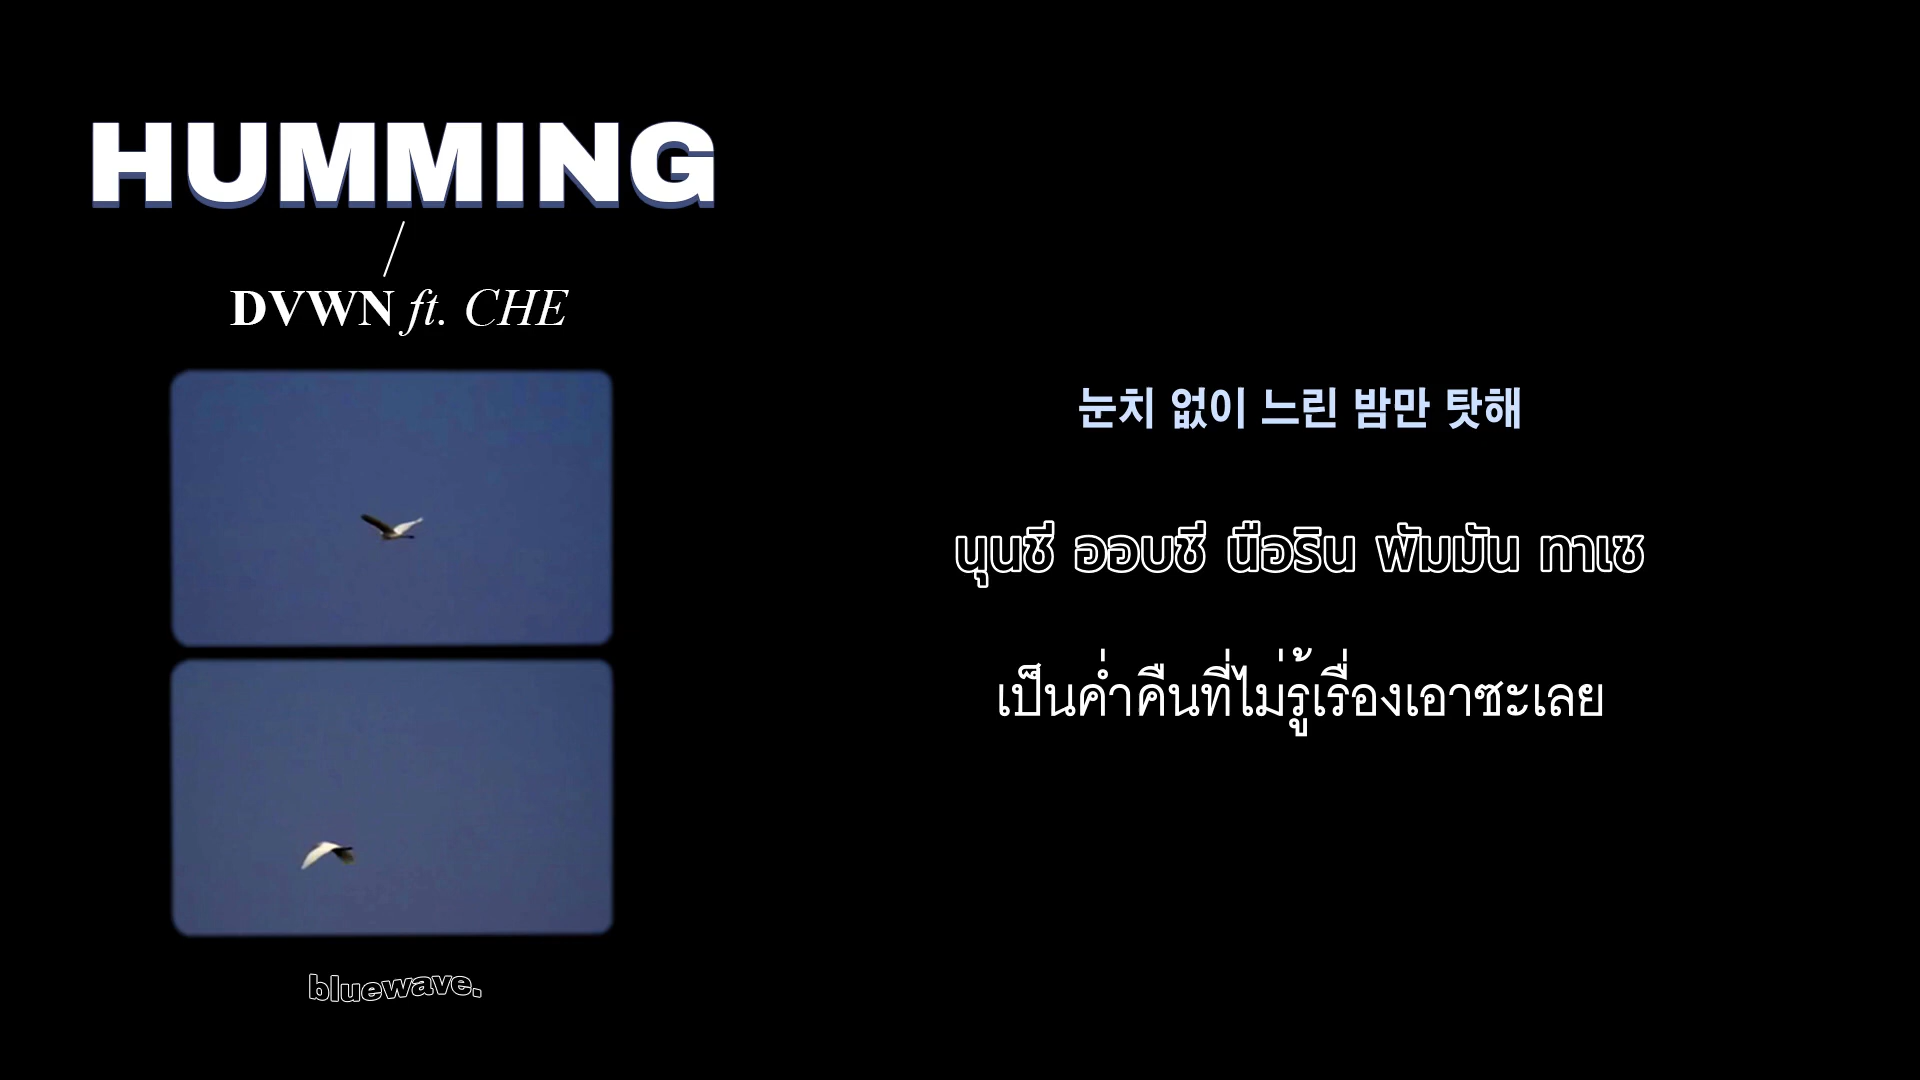 HUMMING
DVWN ft. CHE
눈치 없이 느린 밤만 탓해
นุนชี ออบชี นือริน พัมมัน ทาเซ
เป็นค่ำคืนที่ไม่รู้เรื่องเอาซะเลย
bluewave.